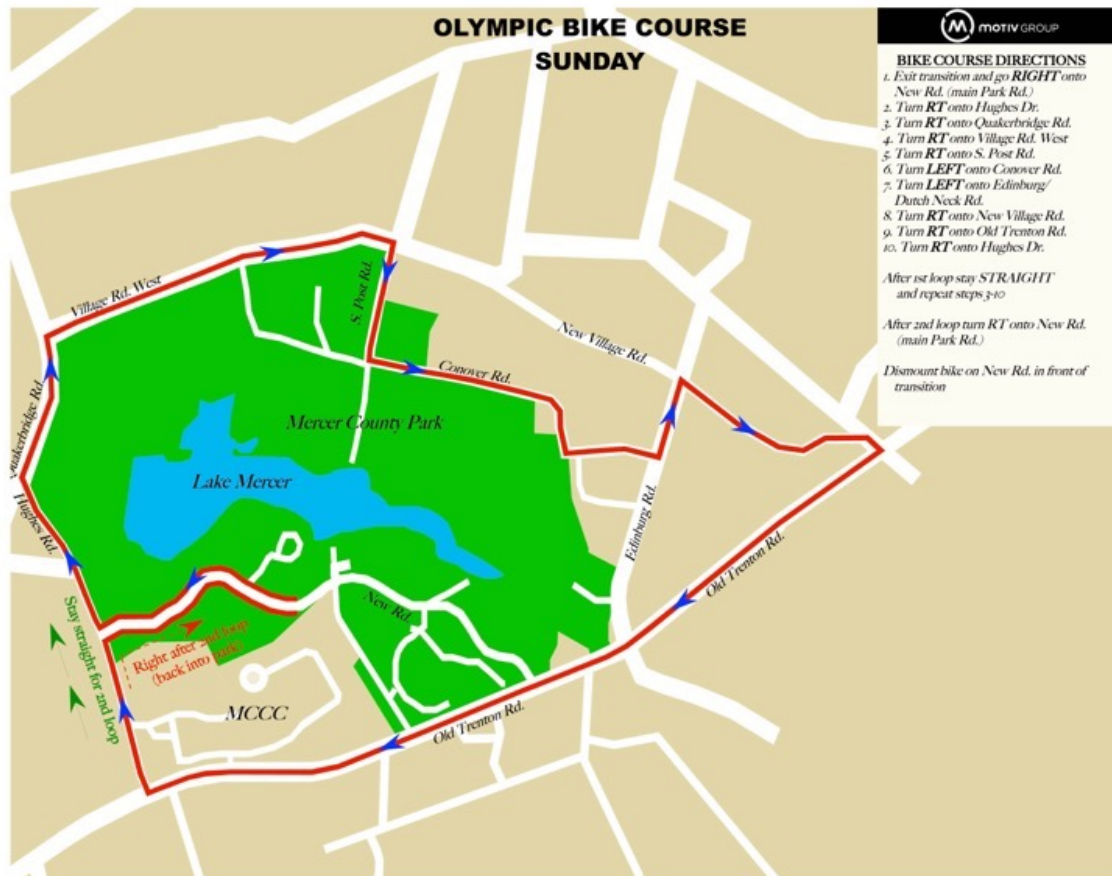 OLYMPIC BIKE COURSE
SUNDAY
M MOTIV GROUP
BIKE COURSE DIRECTIONS
1. Exit transition and go RIGHT onto
New Rd. (main Park Rd.)
2. Turn RT onto Hughes Dr.
3. Turn RT onto Quakerbridge Rd.
4. Turn RT onto Village Rd. West
5. Turn RT onto S. Post Rd.
6. Turn LEFT onto Conover Rd.
7. Turn LEFT onto Edinburg/
Dutch Neck Rd.
8. Turn RT onto New Village Rd.
9. Turn RT onto Old Trenton Rd.
10. Turn RT onto Hughes Dr.
After 1st loop stay STRAIGHT
and repeat steps 3-10
After 2nd loop turn RT onto New Rd.
(main Park Rd.)
Dismount bike on New Rd. in front of
transition
Village Rd. West
S. Post Rd.
New Village Rd.
Conover Rd.
Quakerbridge Rd.
Mercer County Park
Lake Mercer
Hughes Rd.
Edinburg Rd.
Old Trenton Rd.
New Rd.
Stay straight for 2nd loop
Right after 2nd loop
(back into park)
MCCC
Old Trenton Rd.